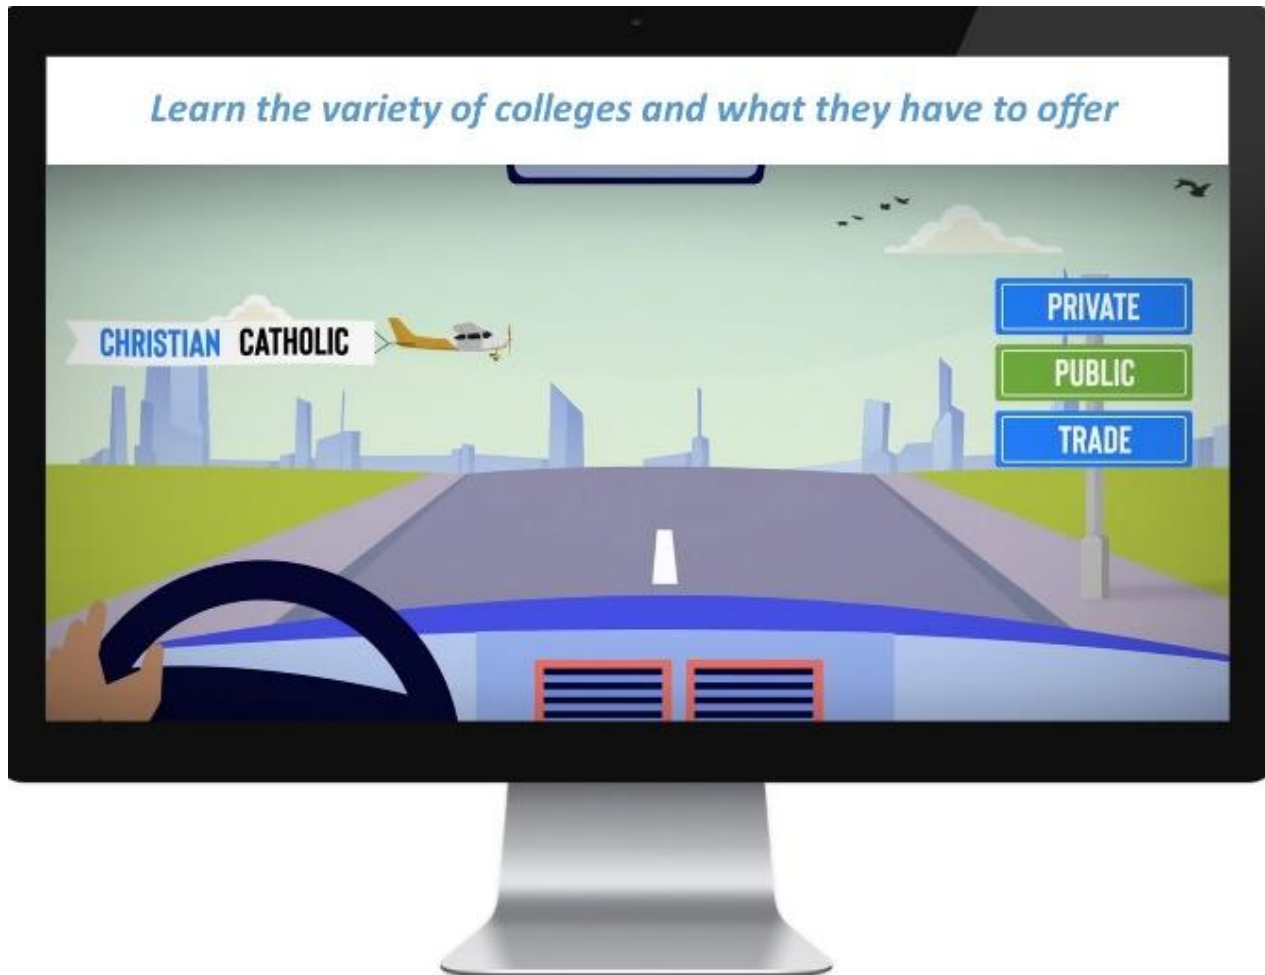 Learn the variety of colleges and what they have to offer
CHRISTIAN CATHOLIC
PRIVATE
PUBLIC
TRADE